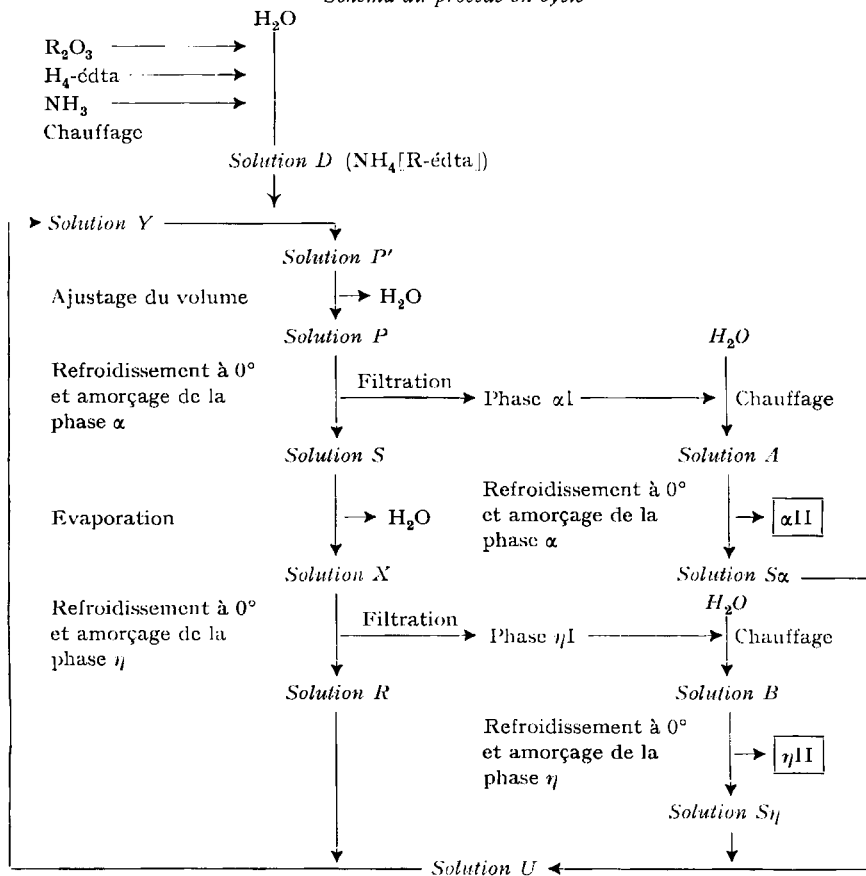 Schéma du procédé en cycle
H₂O
R₂O₃
H₄-édta
NH₃
Chauffage
Solution D (NH₄[R-édta])
Solution Y
Solution P'
Ajustage du volume
H₂O
Solution P
H₂O
Refroidissement à 0°
et amorçage de la
phase α
Filtration
Phase αI
Chauffage
Solution S
Solution A
Evaporation
H₂O
Refroidissement à 0°
et amorçage de la
phase α
αII
Solution X
Solution Sα
H₂O
Refroidissement à 0°
et amorçage de la
phase η
Filtration
Phase ηI
Chauffage
Solution R
Solution B
Refroidissement à 0°
et amorçage de la
phase η
ηII
Solution Sη
Solution U